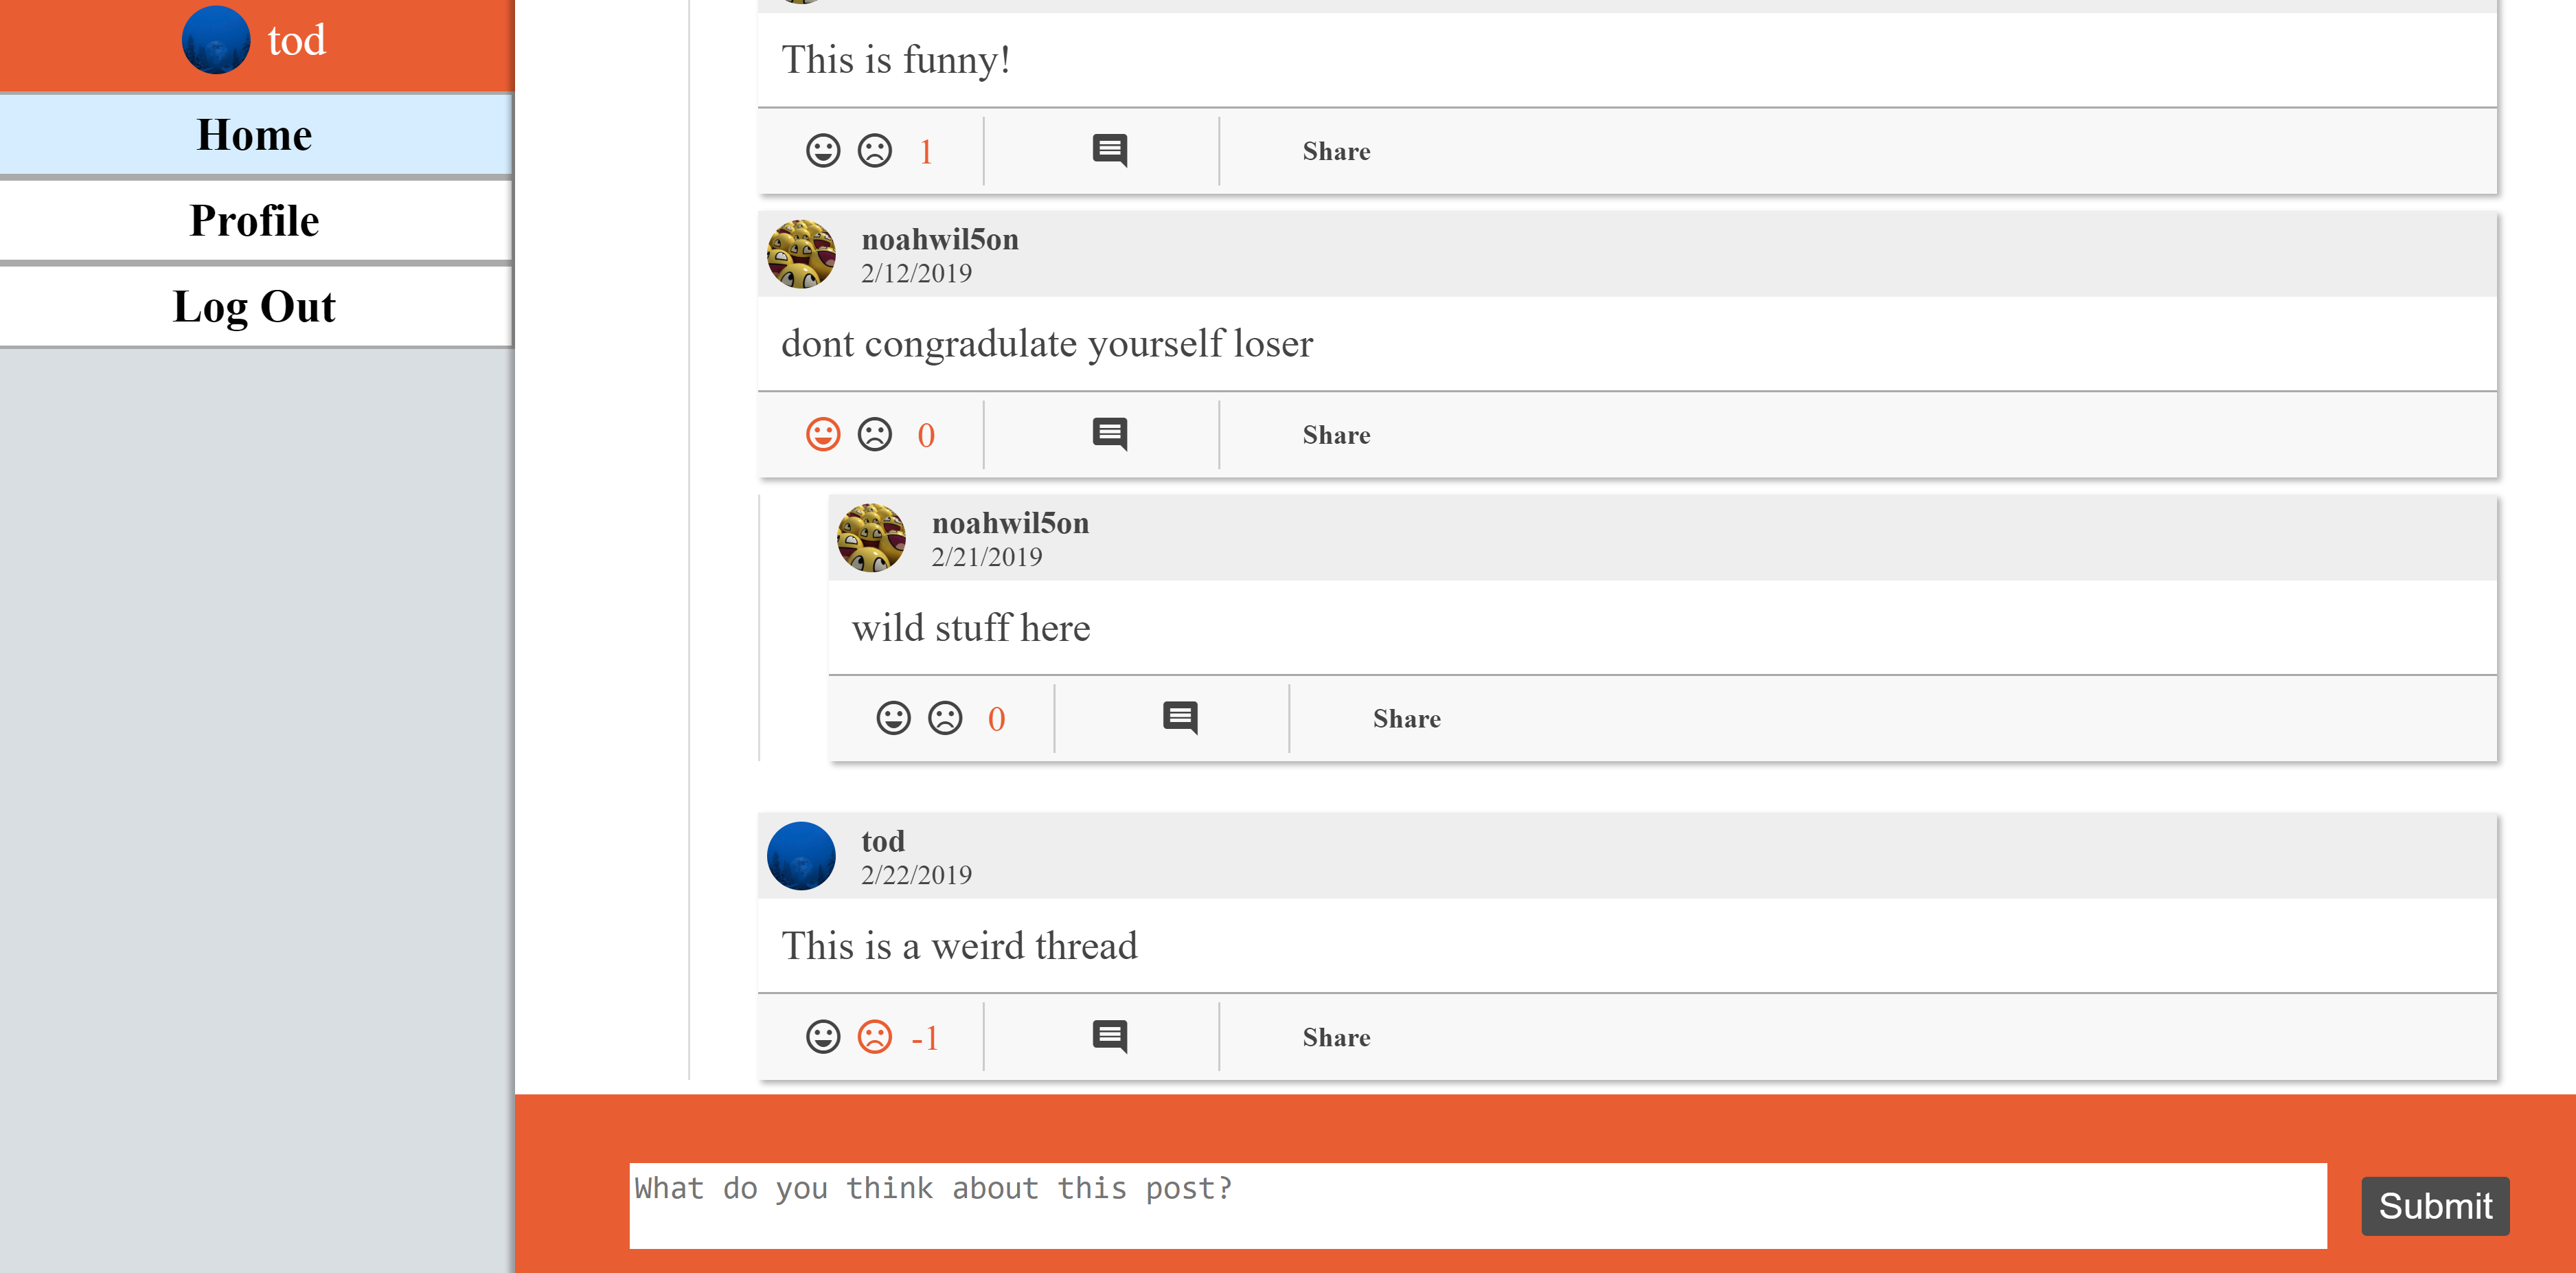 tod
Home
Profile
Log Out
This is funny!
1
Share
noahwil5on
2/12/2019
dont congradulate yourself loser
0
Share
noahwil5on
2/21/2019
wild stuff here
0
Share
tod
2/22/2019
This is a weird thread
-1
Share
What do you think about this post?
Submit